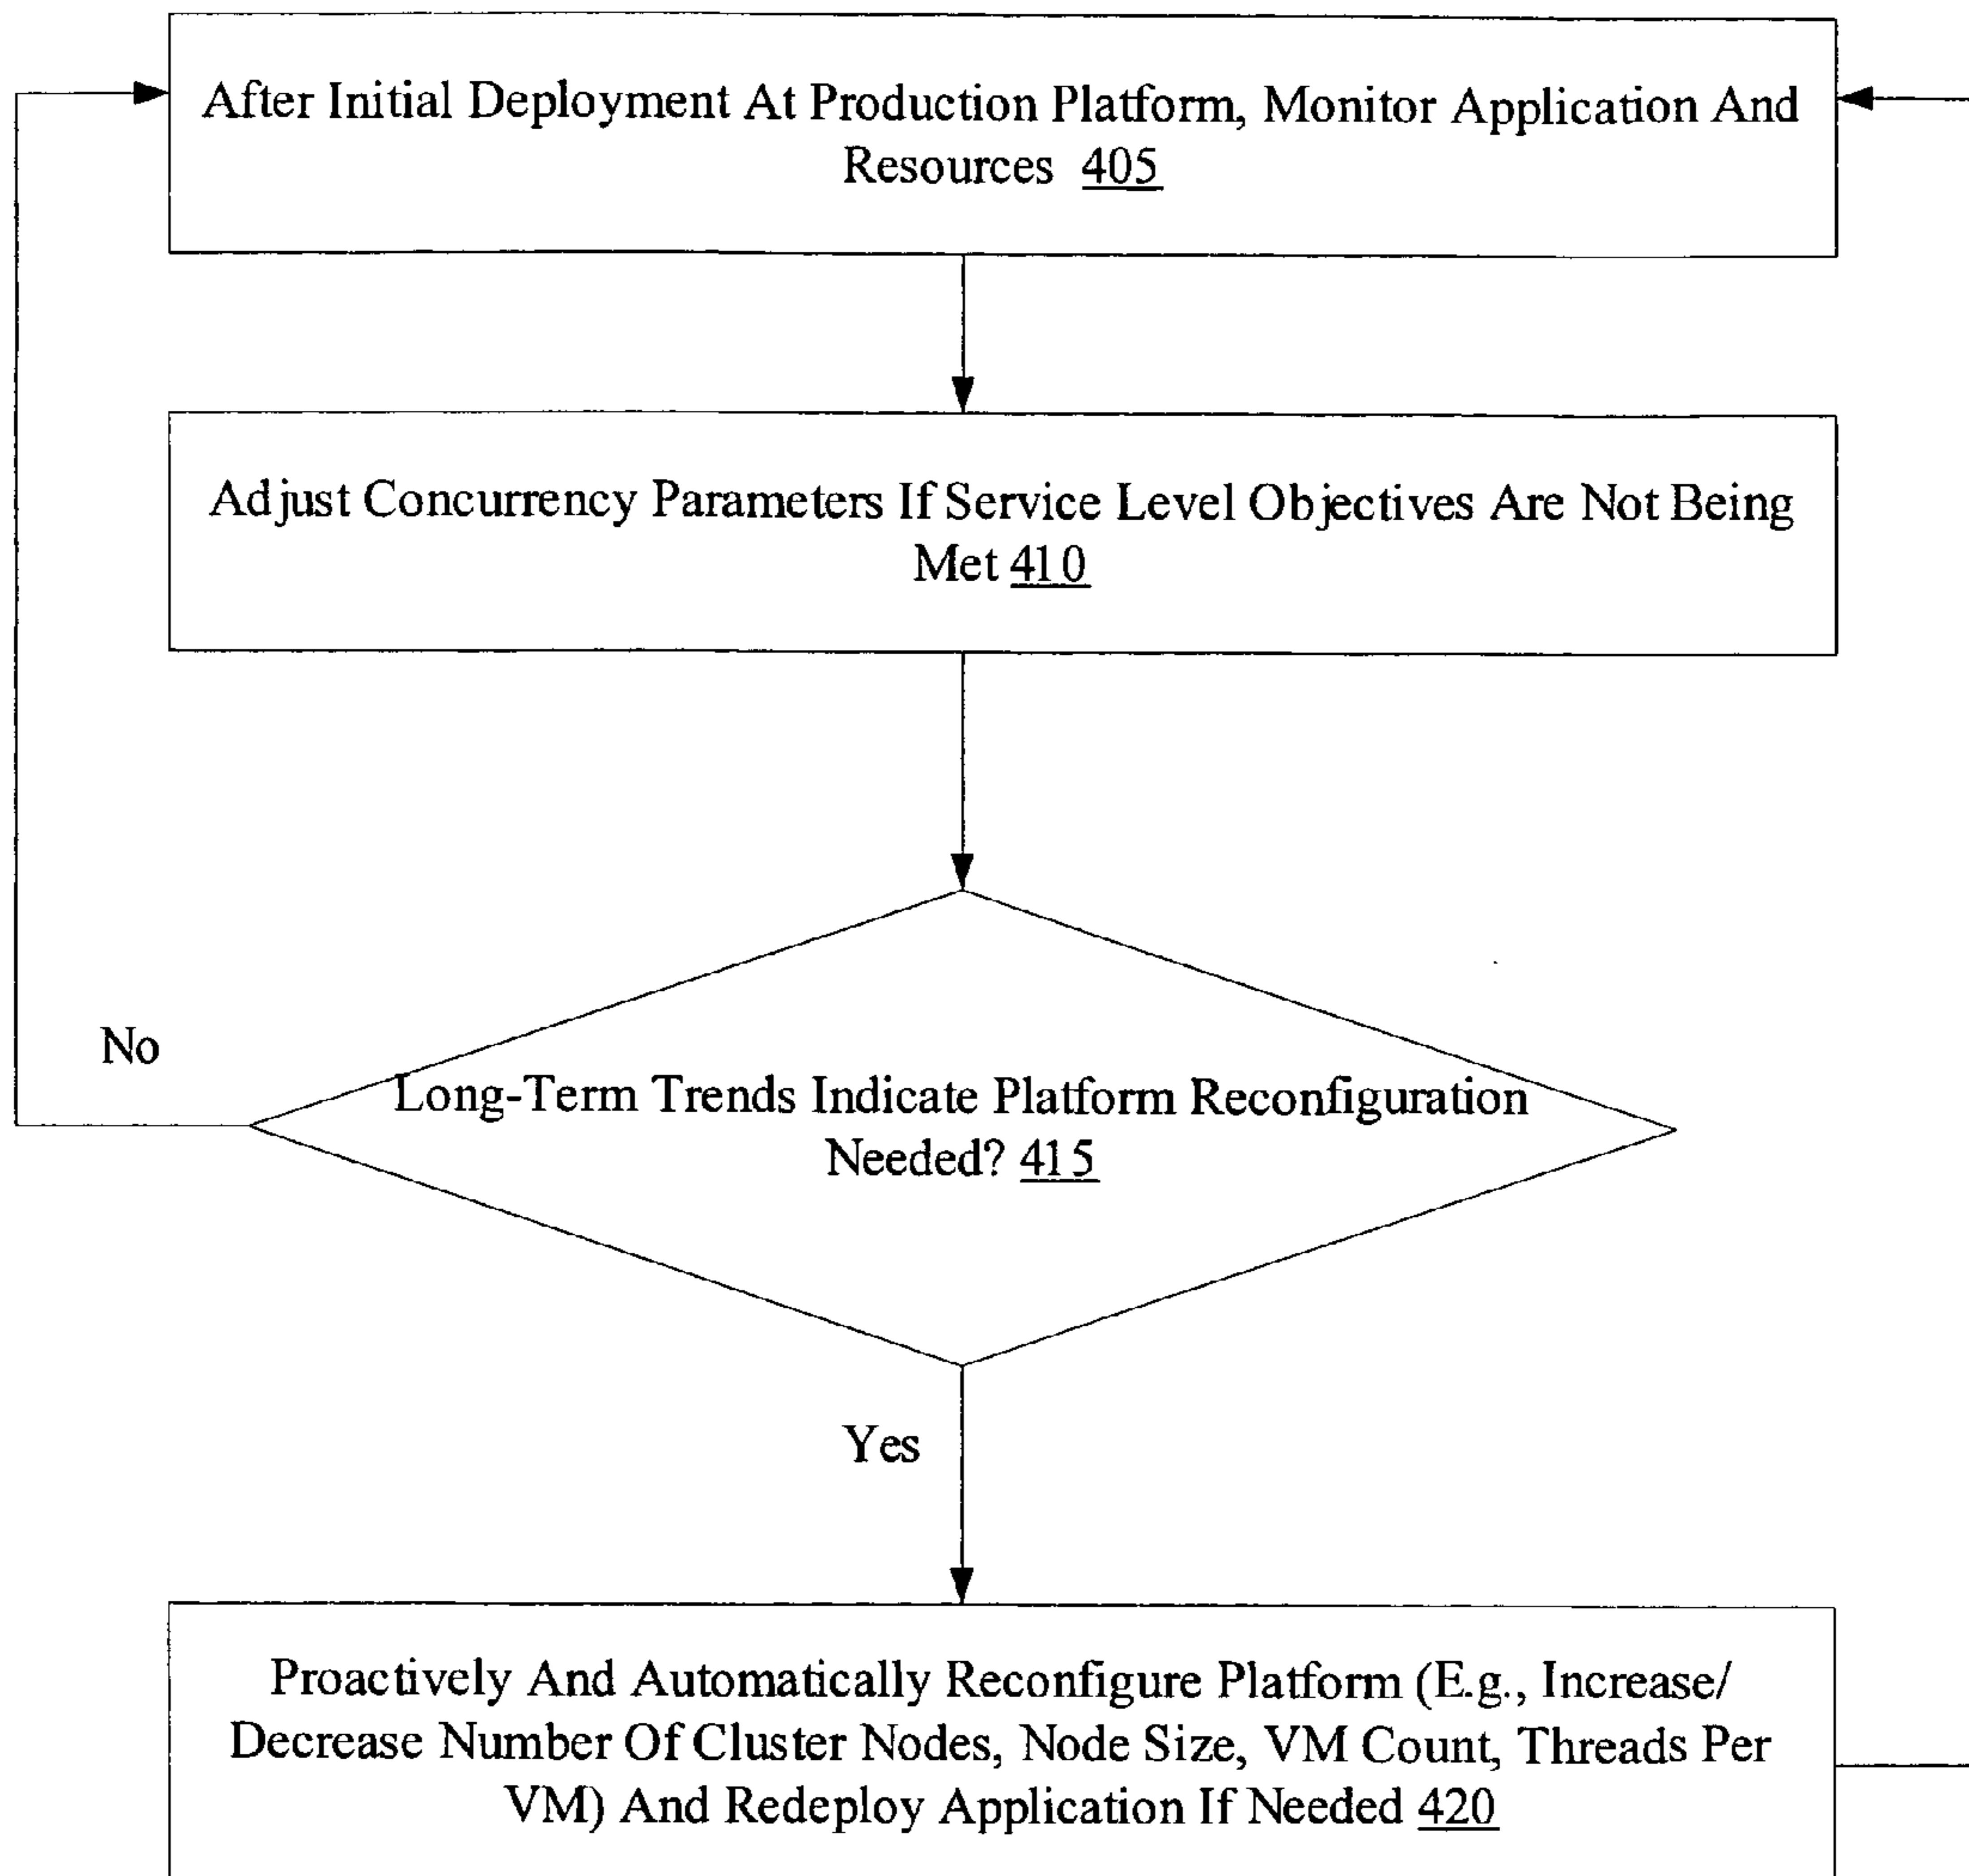 After Initial Deployment At Production Platform, Monitor Application And
Resources 405
Adjust Concurrency Parameters If Service Level Objectives Are Not Being
Met 410
No
Long-Term Trends Indicate Platform Reconfiguration
Needed? 415
Yes
Proactively And Automatically Reconfigure Platform (E.g., Increase/
Decrease Number Of Cluster Nodes, Node Size, VM Count, Threads Per
VM) And Redeploy Application If Needed 420